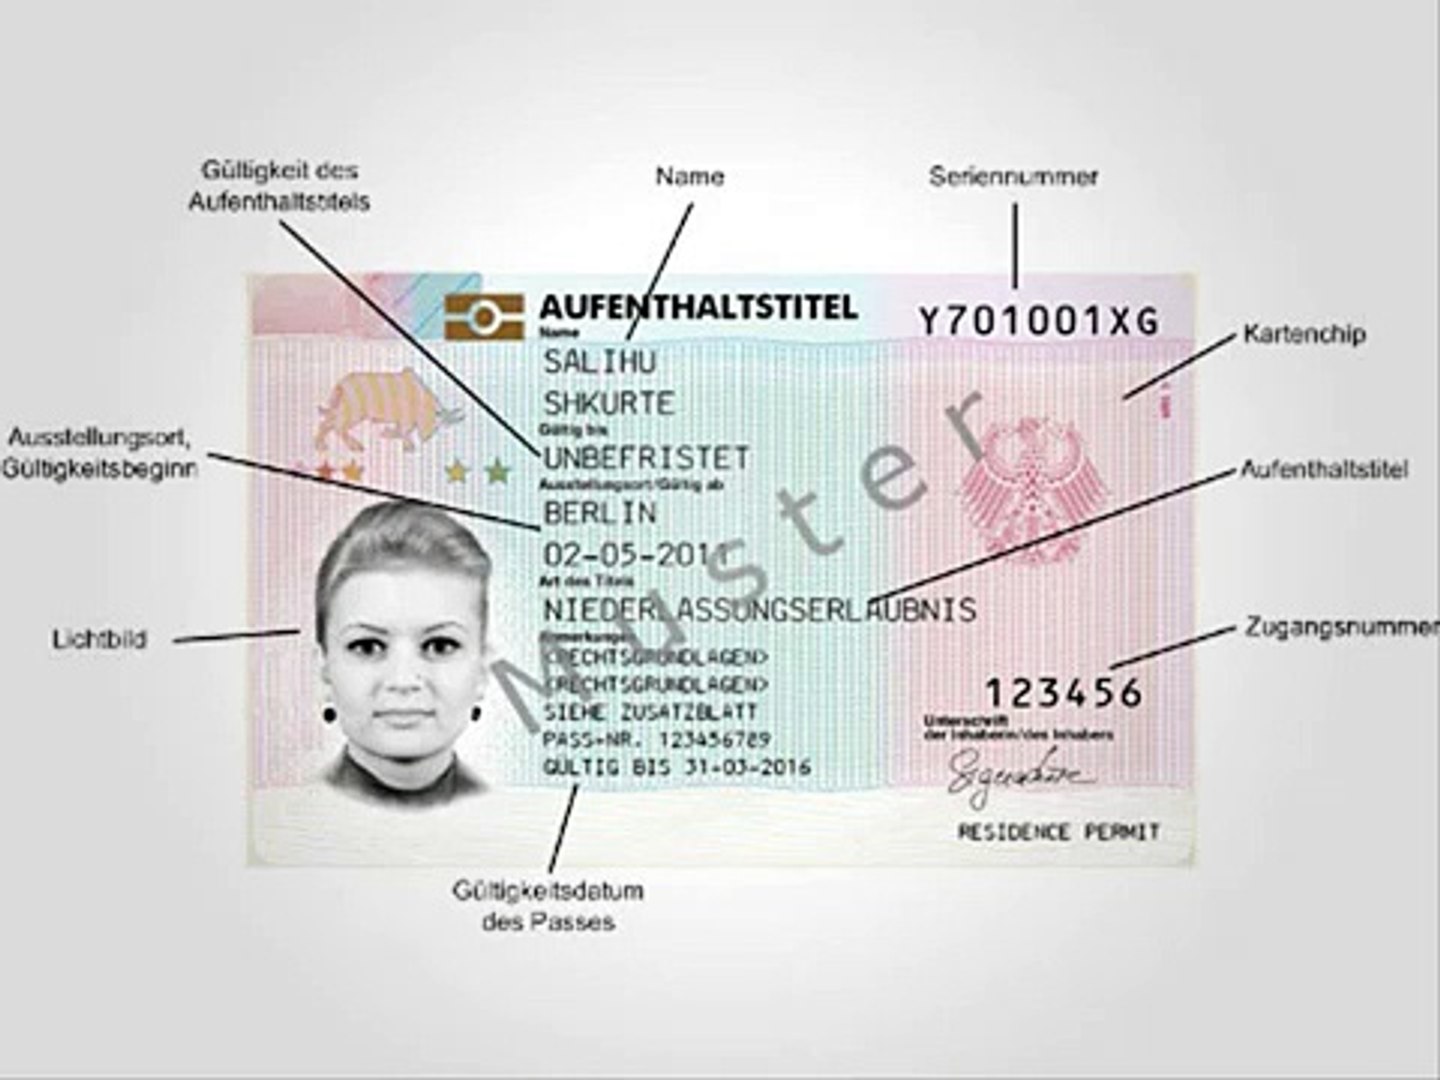 Gültigkeit des
Aufenthaltstitels
Name
Seriennummer
AUFENTHALTSTITEL
Y701001XG
Name
SALIHU
SHKURTE
Kartenchip
Gültig bis
UNBEFRISTET
Ausstellungsort,
Gültigkeitsbeginn
Ausstellungsort/Gültig ab
BERLIN
02-05-2011
Aufenthaltstitel
Art des Titels
NIEDERLASSUNGSERLAUBNIS
Muster
Lichtbild
Zugangsnummer
Anmerkungen
<RECHTSGRUNDLAGEN>
<RECHTSGRUNDLAGEN>
SIEHE ZUSATZBLATT
PASS-NR. 123456789
GÜLTIG BIS 31-03-2016
123456
Unterschrift
der Inhaberin/des Inhabers
Signature
RESIDENCE PERMIT
Gültigkeitsdatum
des Passes